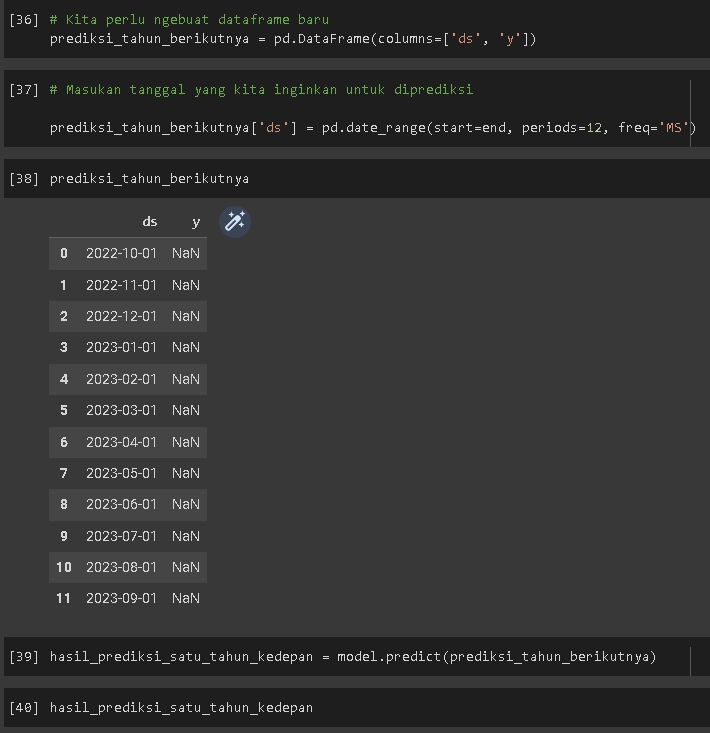 [36] # Kita perlu ngebuat dataframe baru
prediksi_tahun_berikutnya = pd.DataFrame(columns=['ds', 'y'])
[37] # Masukan tanggal yang kita inginkan untuk diprediksi
prediksi_tahun_berikutnya['ds'] = pd.date_range(start=end, periods=12, freq='MS')
[38] prediksi_tahun_berikutnya
ds y
0 2022-10-01 NaN
1 2022-11-01 NaN
2 2022-12-01 NaN
3 2023-01-01 NaN
4 2023-02-01 NaN
5 2023-03-01 NaN
6 2023-04-01 NaN
7 2023-05-01 NaN
8 2023-06-01 NaN
9 2023-07-01 NaN
10 2023-08-01 NaN
11 2023-09-01 NaN
[39] hasil_prediksi_satu_tahun_kedepan = model.predict(prediksi_tahun_berikutnya)
[40] hasil_prediksi_satu_tahun_kedepan